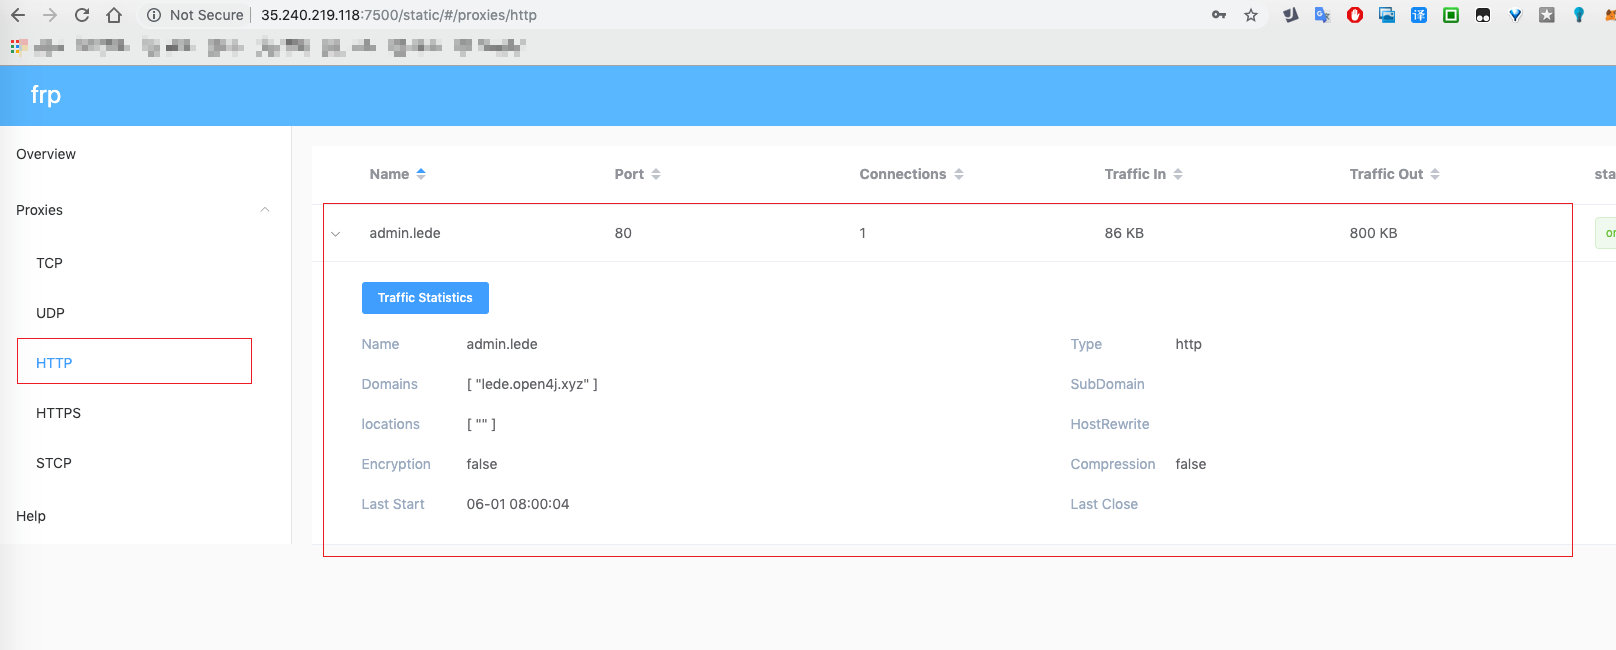 Not Secure | 35.240.219.118:7500/static/#/proxies/http
frp
Overview
Proxies
TCP
UDP
HTTP
HTTPS
STCP
Help
Name Port Connections Traffic In Traffic Out sta
admin.lede 80 1 86 KB 800 KB on
Traffic Statistics
Name admin.lede Type http
Domains [ "lede.open4j.xyz" ] SubDomain
locations [ "" ] HostRewrite
Encryption false Compression false
Last Start 06-01 08:00:04 Last Close